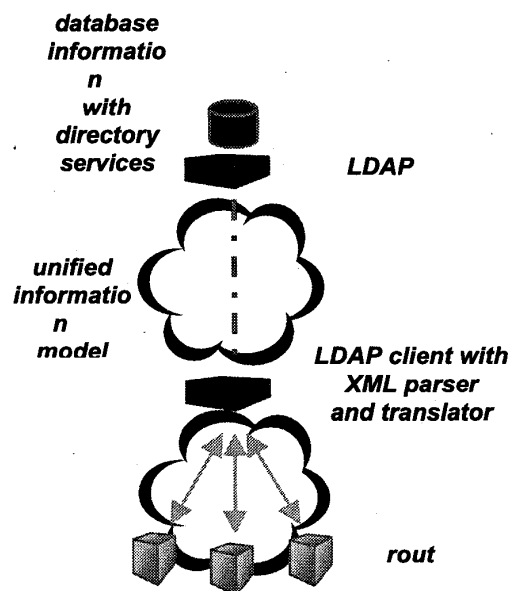 database
informatio
n
with
directory
services
LDAP
unified
informatio
n
model
LDAP client with
XML parser
and translator
rout